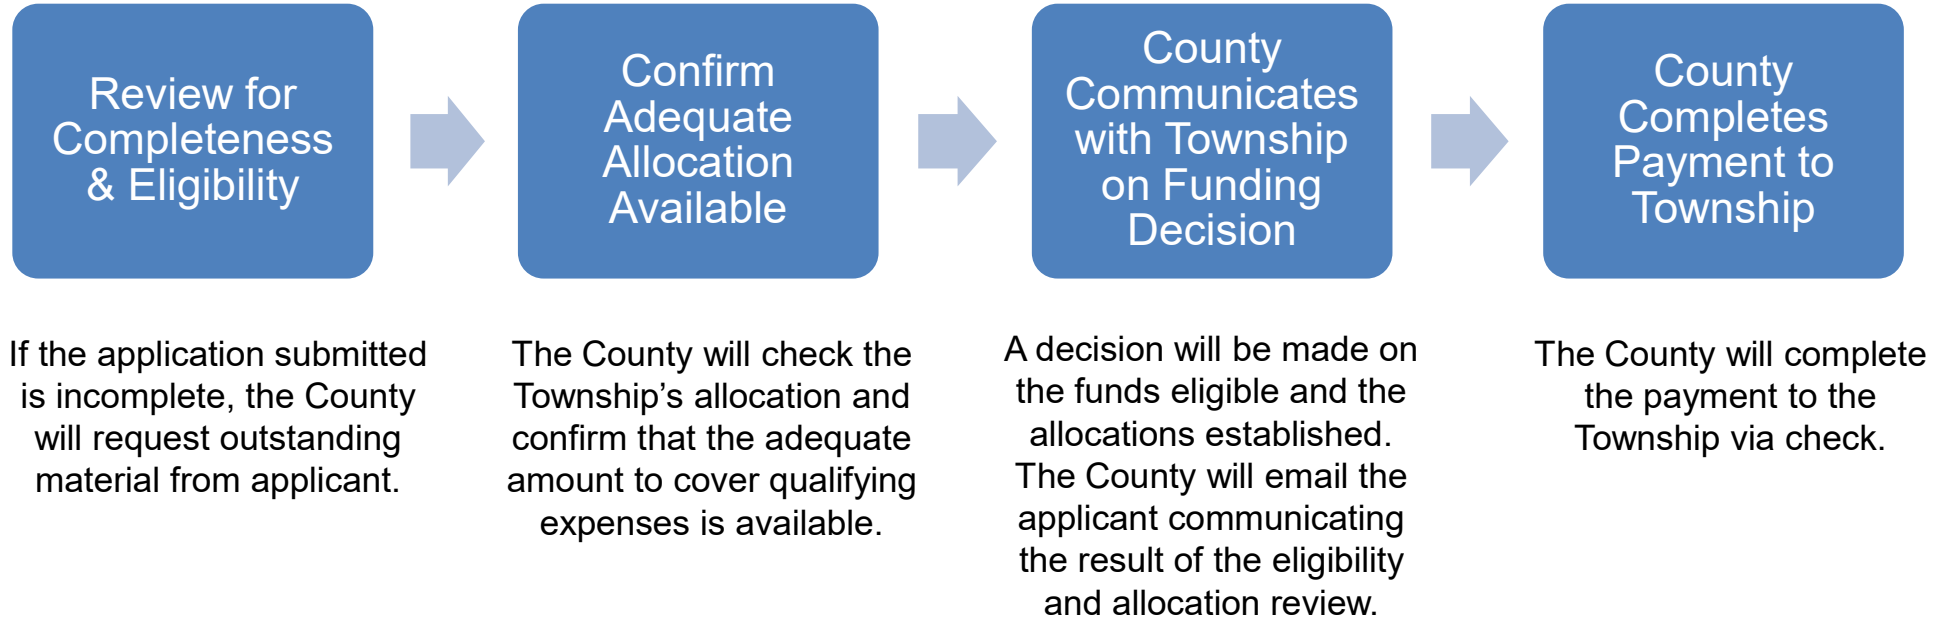 Review for
Completeness
& Eligibility
Confirm
Adequate
Allocation
Available
County
Communicates
with Township
on Funding
Decision
County
Completes
Payment to
Township
If the application submitted
is incomplete, the County
will request outstanding
material from applicant.
The County will check the
Township’s allocation and
confirm that the adequate
amount to cover qualifying
expenses is available.
A decision will be made on
the funds eligible and the
allocations established.
The County will email the
applicant communicating
the result of the eligibility
and allocation review.
The County will complete
the payment to the
Township via check.